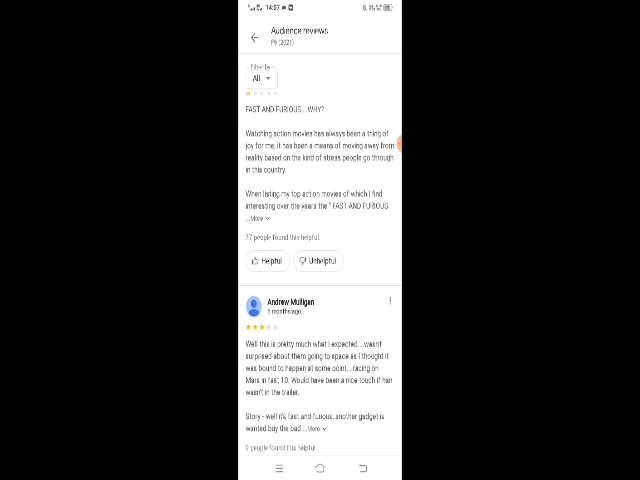 14:07
Audience reviews
F9 (2021)
Filter by
All
FAST AND FURIOUS....WHY?
Watching action movies has always been a thing of
joy for me, it has been a means of moving away from
reality based on the kind of stress people go through
in this country.
When listing my top action movies of which I find
interesting over the years the " FAST AND FURIOUS
...More
27 people found this helpful.
Helpful
Unhelpful
Andrew Mulligan
5 months ago
Well this is pretty much what I expected....wasn't
surprised about them going to space as I thought it
was bound to happen at some point... racing on
Mars in fast 10. Would have been a nice touch if han
wasn't in the trailer.
Story - well it's fast and furious, another gadget is
wanted buy the bad ...More
9 people found this helpful